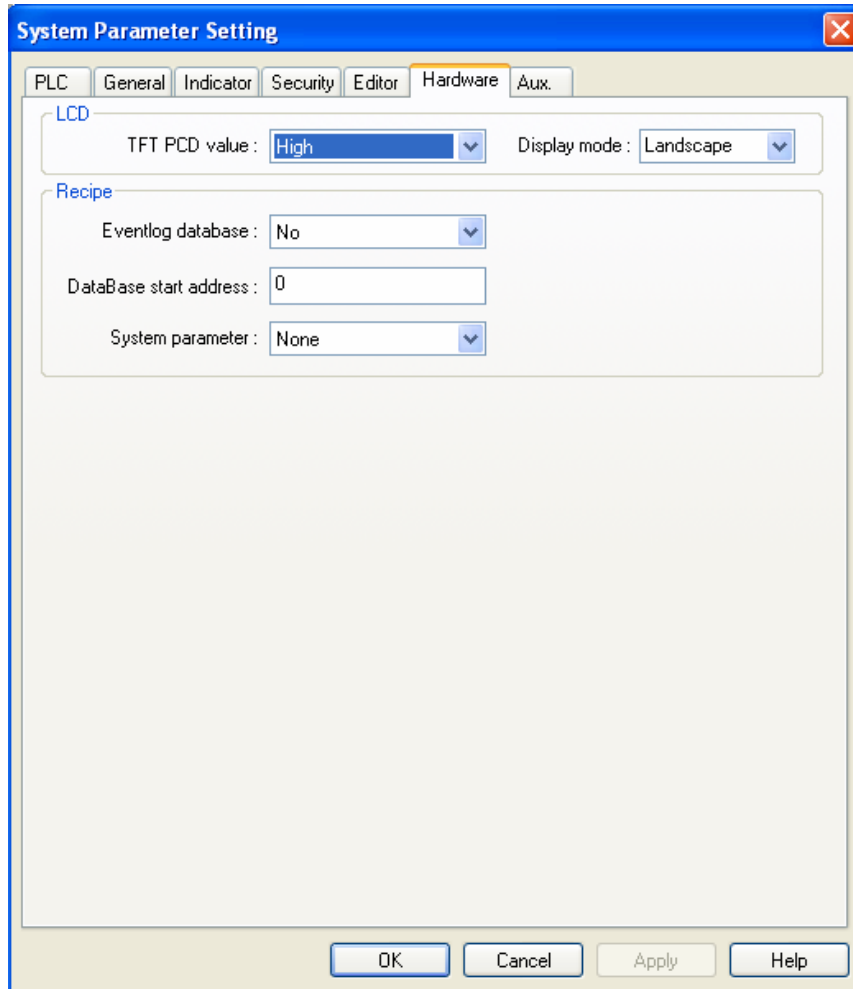 System Parameter Setting
PLC General Indicator Security Editor Hardware Aux.
LCD
TFT PCD value : High Display mode : Landscape
Recipe
Eventlog database : No
DataBase start address : 0
System parameter : None
OK Cancel Apply Help